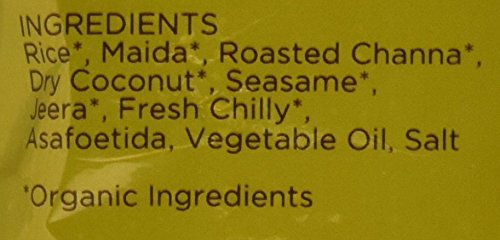 INGREDIENTS
Rice*, Maida*, Roasted Channa*,
Dry Coconut*, Seasame*,
Jeera*, Fresh Chilly*,
Asafoetida, Vegetable Oil, Salt
*Organic Ingredients